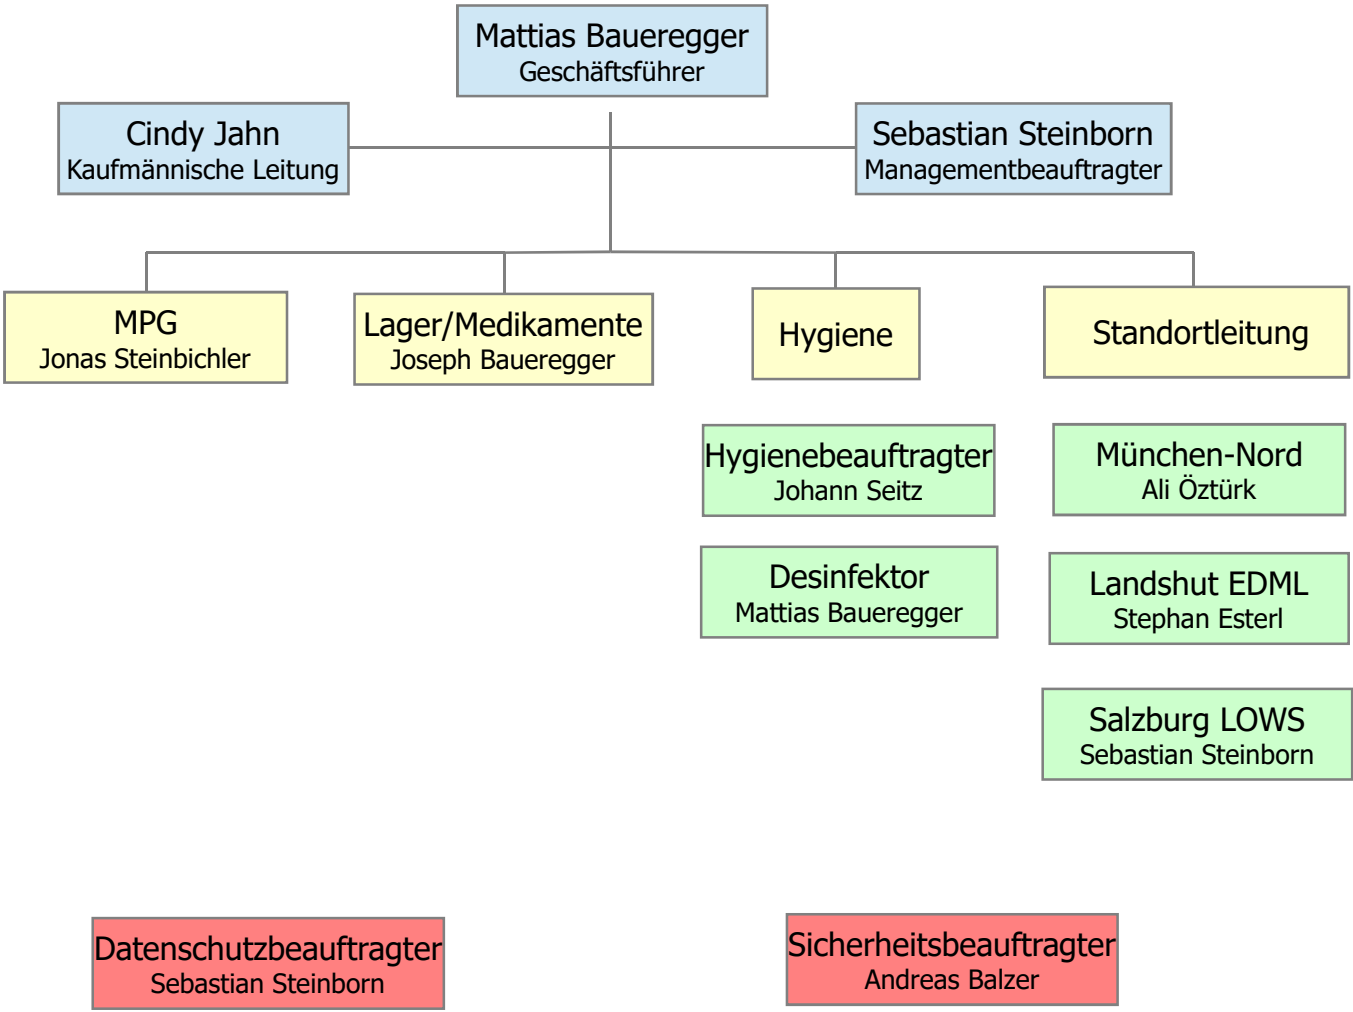 Mattias Baueregger
Geschäftsführer
Cindy Jahn
Kaufmännische Leitung
Sebastian Steinborn
Managementbeauftragter
MPG
Jonas Steinbichler
Lager/Medikamente
Joseph Baueregger
Hygiene
Standortleitung
Hygienebeauftragter
Johann Seitz
München-Nord
Ali Öztürk
Desinfektor
Mattias Baueregger
Landshut EDML
Stephan Esterl
Salzburg LOWS
Sebastian Steinborn
Datenschutzbeauftragter
Sebastian Steinborn
Sicherheitsbeauftragter
Andreas Balzer